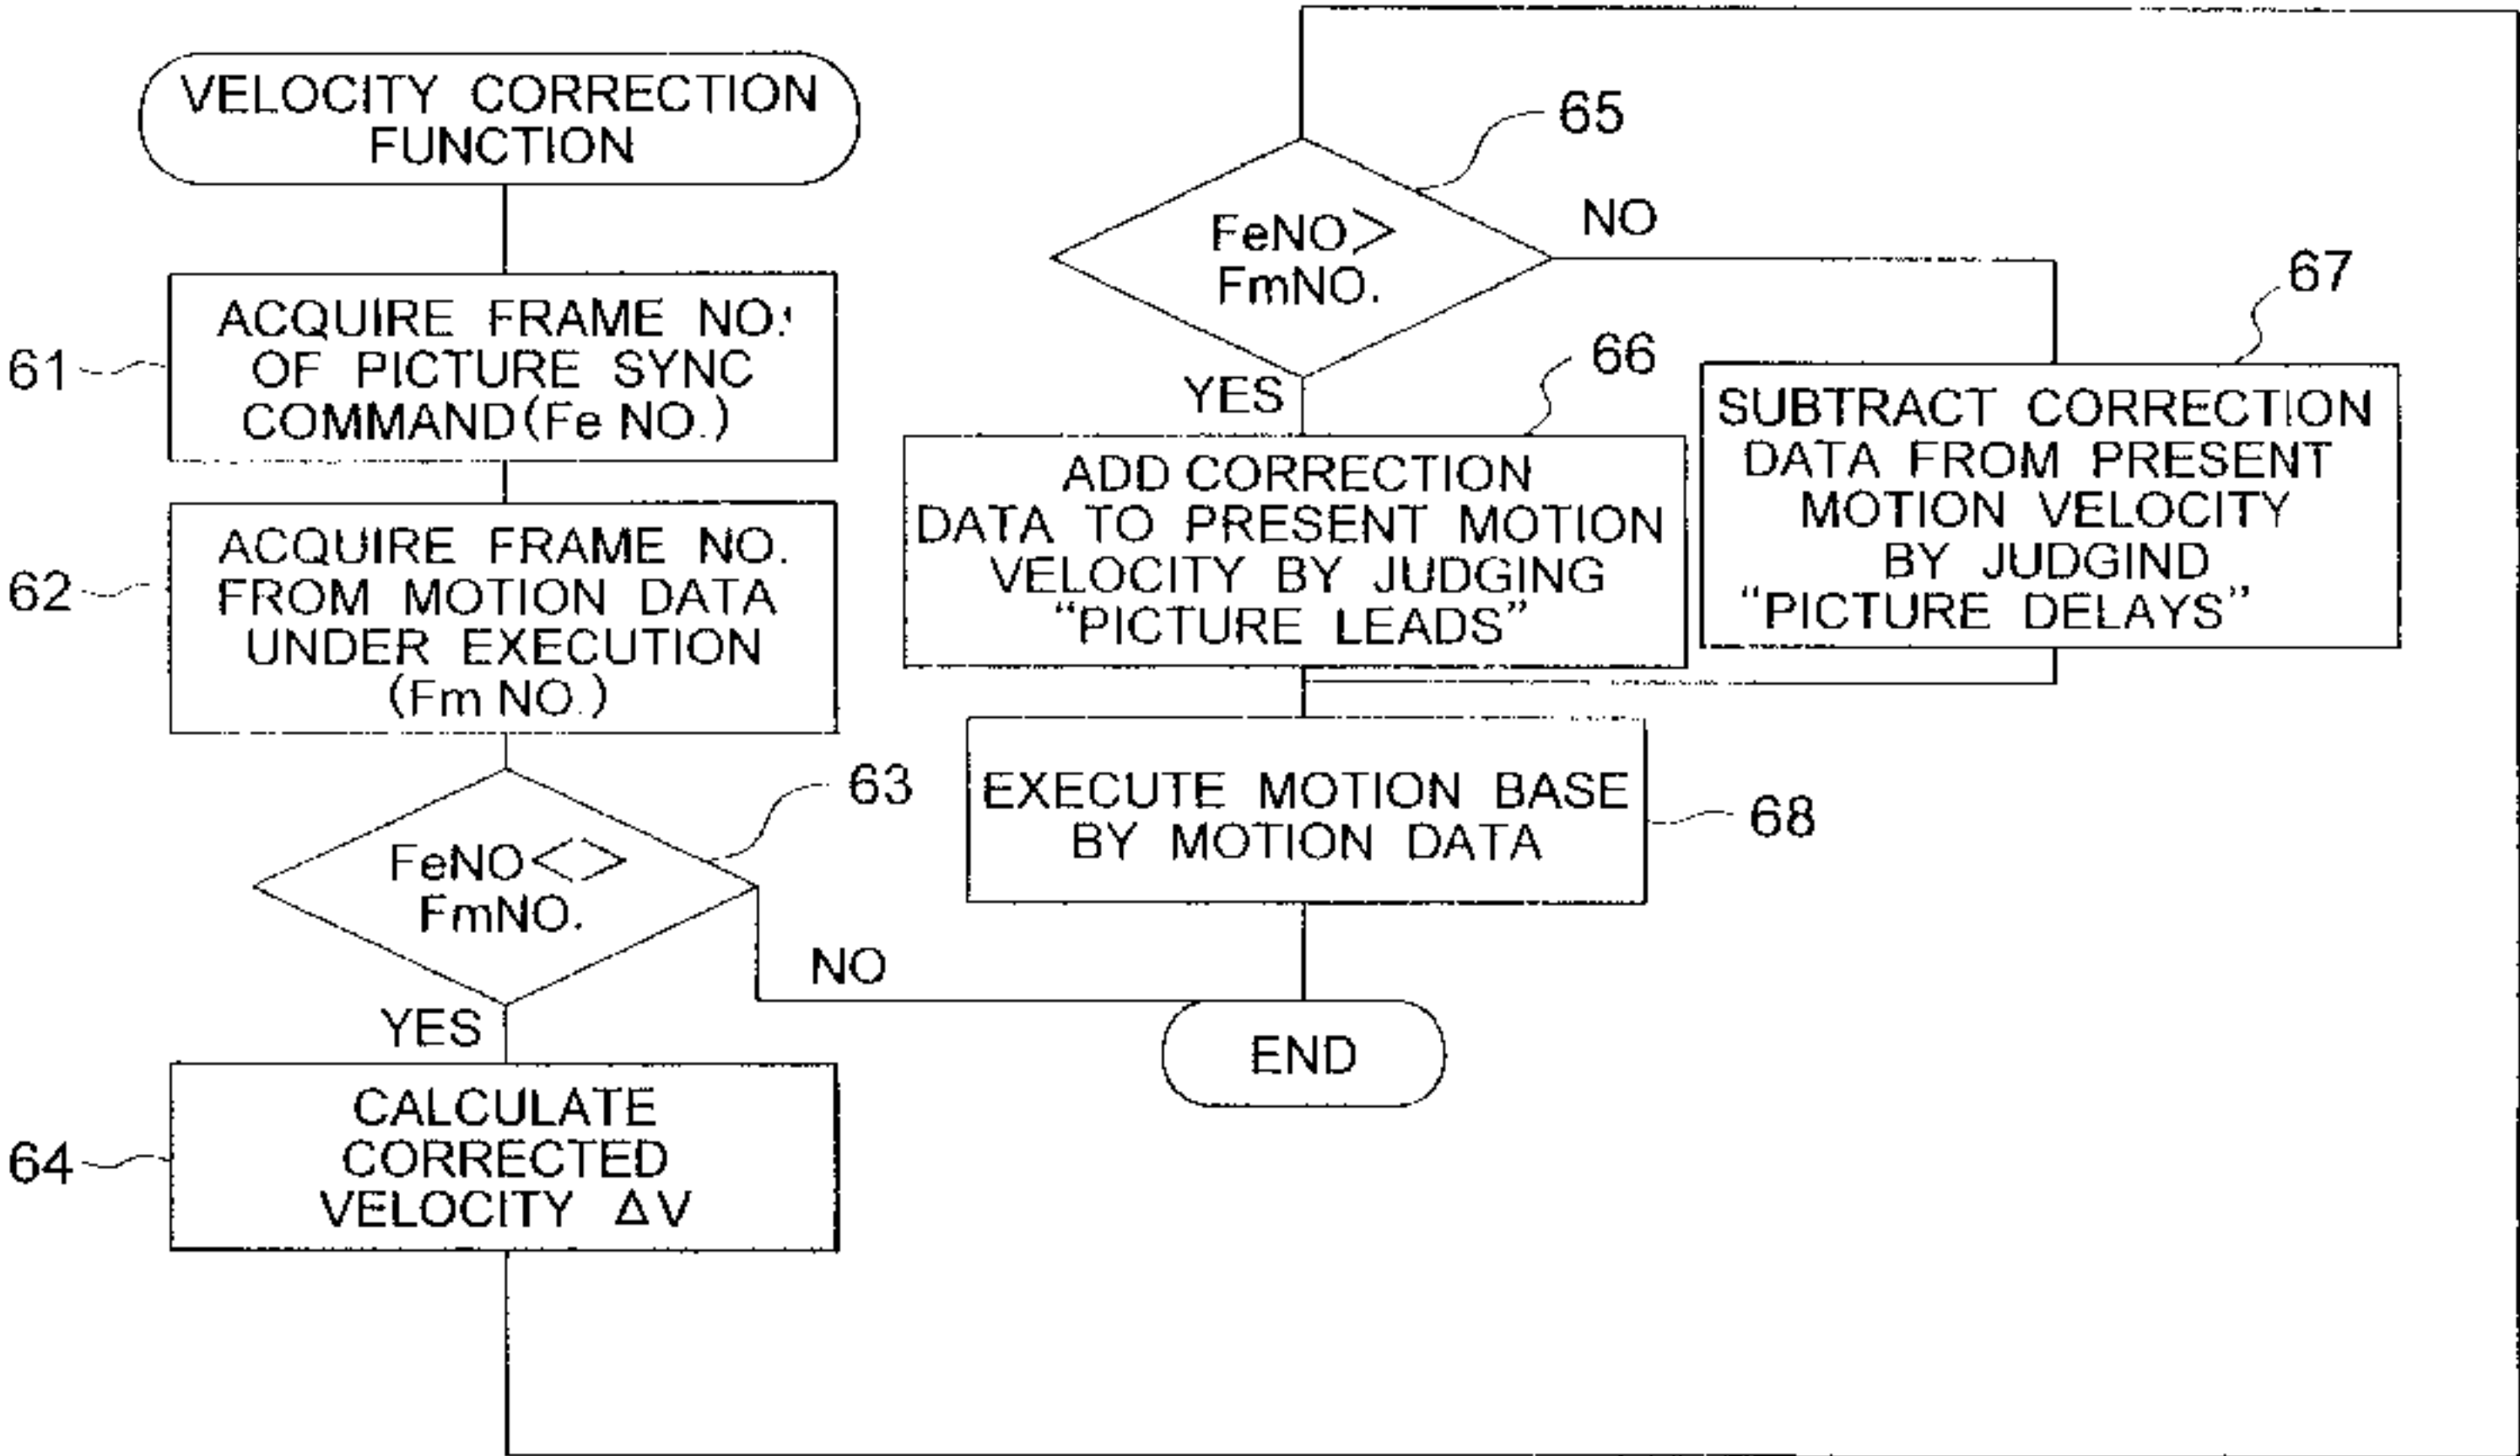 VELOCITY CORRECTION
FUNCTION
61
ACQUIRE FRAME NO.
OF PICTURE SYNC
COMMAND(Fe NO.)
62
ACQUIRE FRAME NO.
FROM MOTION DATA
UNDER EXECUTION
(Fm NO.)
63
FeNO<>
FmNO.
NO
YES
64
CALCULATE
CORRECTED
VELOCITY ΔV
65
FeNO>
FmNO.
NO
YES
66
ADD CORRECTION
DATA TO PRESENT MOTION
VELOCITY BY JUDGING
“PICTURE LEADS”
67
SUBTRACT CORRECTION
DATA FROM PRESENT
MOTION VELOCITY
BY JUDGIND
“PICTURE DELAYS”
EXECUTE MOTION BASE
BY MOTION DATA
68
END